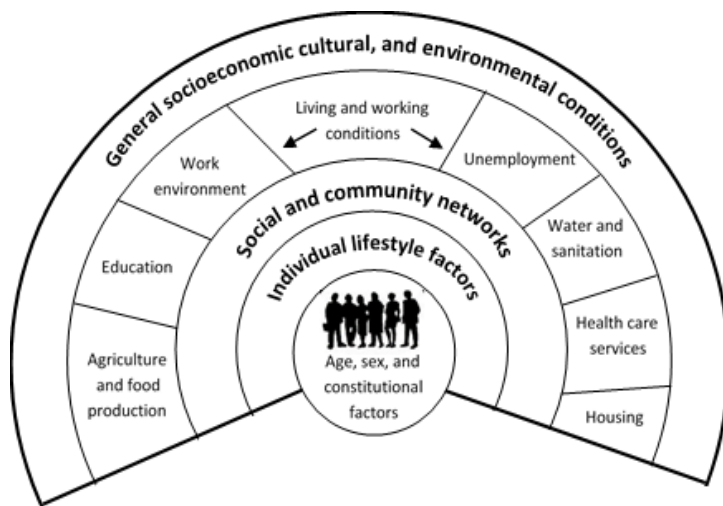 General socioeconomic cultural, and environmental conditions
Living and working
conditions
Work
environment
Unemployment
Education
Water and
sanitation
Agriculture
and food
production
Health care
services
Housing
Social and community networks
Individual lifestyle factors
Age, sex, and
constitutional
factors